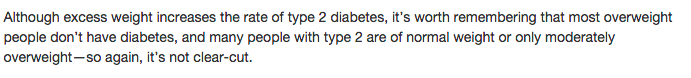 Although excess weight increases the rate of type 2 diabetes, it’s worth remembering that most overweight
people don’t have diabetes, and many people with type 2 are of normal weight or only moderately
overweight—so again, it’s not clear-cut.